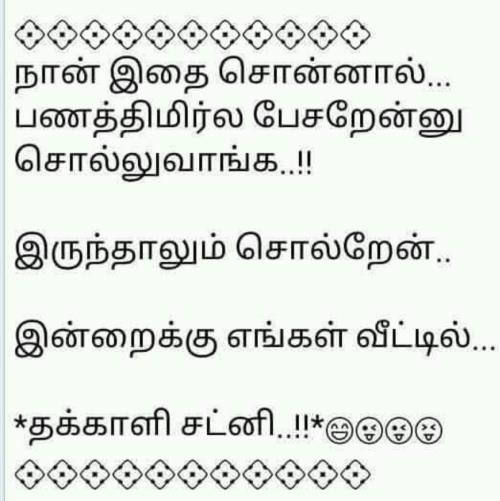 நான் இதை சொன்னால்...
பணத்திமிர்ல பேசறேன்னு
சொல்லுவாங்க..!!
இருந்தாலும் சொல்றேன்..
இன்றைக்கு எங்கள் வீட்டில்...
*தக்காளி சட்னி..!!*😄😜😜😝